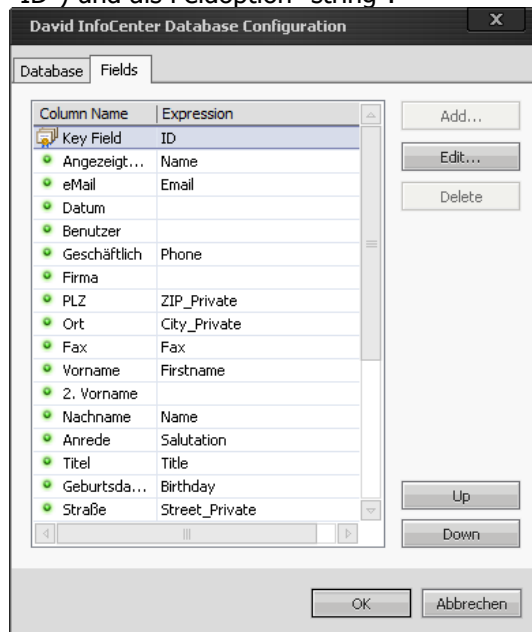 ID") und als Feldoption "string".
David InfoCenter Database Configuration
X
Database Fields
Column Name Expression
Key Field ID
Angezeigt... Name
eMail Email
Datum
Benutzer
Geschäftlich Phone
Firma
PLZ ZIP_Private
Ort City_Private
Fax Fax
Vorname Firstname
2. Vorname
Nachname Name
Anrede Salutation
Titel Title
Geburtsda... Birthday
Straße Street_Private
Add...
Edit...
Delete
Up
Down
OK Abbrechen